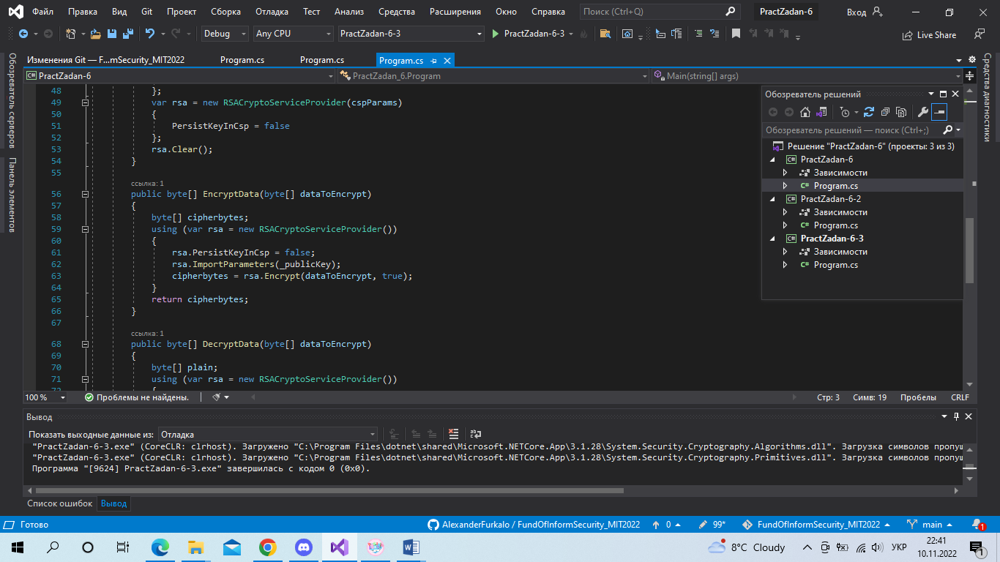 Файл Правка Вид Git Проект Сборка Отладка Тест Анализ Средства Расширения Окно Справка Поиск (Ctrl+Q) PractZadan-6 Вход
Debug Any CPU PractZadan-6-3 PractZadan-6-3 Live Share
Обозреватель серверов
Панель элементов
Изменения Git — F...mSecurity_MIT2022 Program.cs Program.cs Program.cs
PractZadan-6 PractZadan_6.Program Main(string[] args)
48 };
49 var rsa = new RSACryptoServiceProvider(cspParams)
50 {
51 PersistKeyInCsp = false
52 };
53 rsa.Clear();
54 }
55
ссылка: 1
56 public byte[] EncryptData(byte[] dataToEncrypt)
57 {
58 byte[] cipherbytes;
59 using (var rsa = new RSACryptoServiceProvider())
60 {
61 rsa.PersistKeyInCsp = false;
62 rsa.ImportParameters(_publicKey);
63 cipherbytes = rsa.Encrypt(dataToEncrypt, true);
64 }
65 return cipherbytes;
66 }
67
ссылка: 1
68 public byte[] DecryptData(byte[] dataToEncrypt)
69 {
70 byte[] plain;
71 using (var rsa = new RSACryptoServiceProvider())
72 {
Обозреватель решений
Обозреватель решений — поиск (Ctrl+;)
Решение "PractZadan-6" (проекты: 3 из 3)
PractZadan-6
Зависимости
Program.cs
PractZadan-6-2
Зависимости
Program.cs
PractZadan-6-3
Зависимости
Program.cs
Средства диагностики
100 % Проблемы не найдены. Стр: 3 Симв: 19 Пробелы CRLF
Вывод
Показать выходные данные из: Отладка
"PractZadan-6-3.exe" (CoreCLR: clrhost). Загружено "C:\Program Files\dotnet\shared\Microsoft.NETCore.App\3.1.28\System.Security.Cryptography.Algorithms.dll". Загрузка символов пропущ
"PractZadan-6-3.exe" (CoreCLR: clrhost). Загружено "C:\Program Files\dotnet\shared\Microsoft.NETCore.App\3.1.28\System.Security.Cryptography.Primitives.dll". Загрузка символов пропущ
Программа "[9624] PractZadan-6-3.exe" завершилась с кодом 0 (0x0).
Список ошибок Вывод
Готово AlexanderFurkalo / FundOfInformSecurity_MIT2022 0 99* FundOfInformSecurity_MIT2022 main 1
8°C Cloudy УКР 22:41
10.11.2022 1